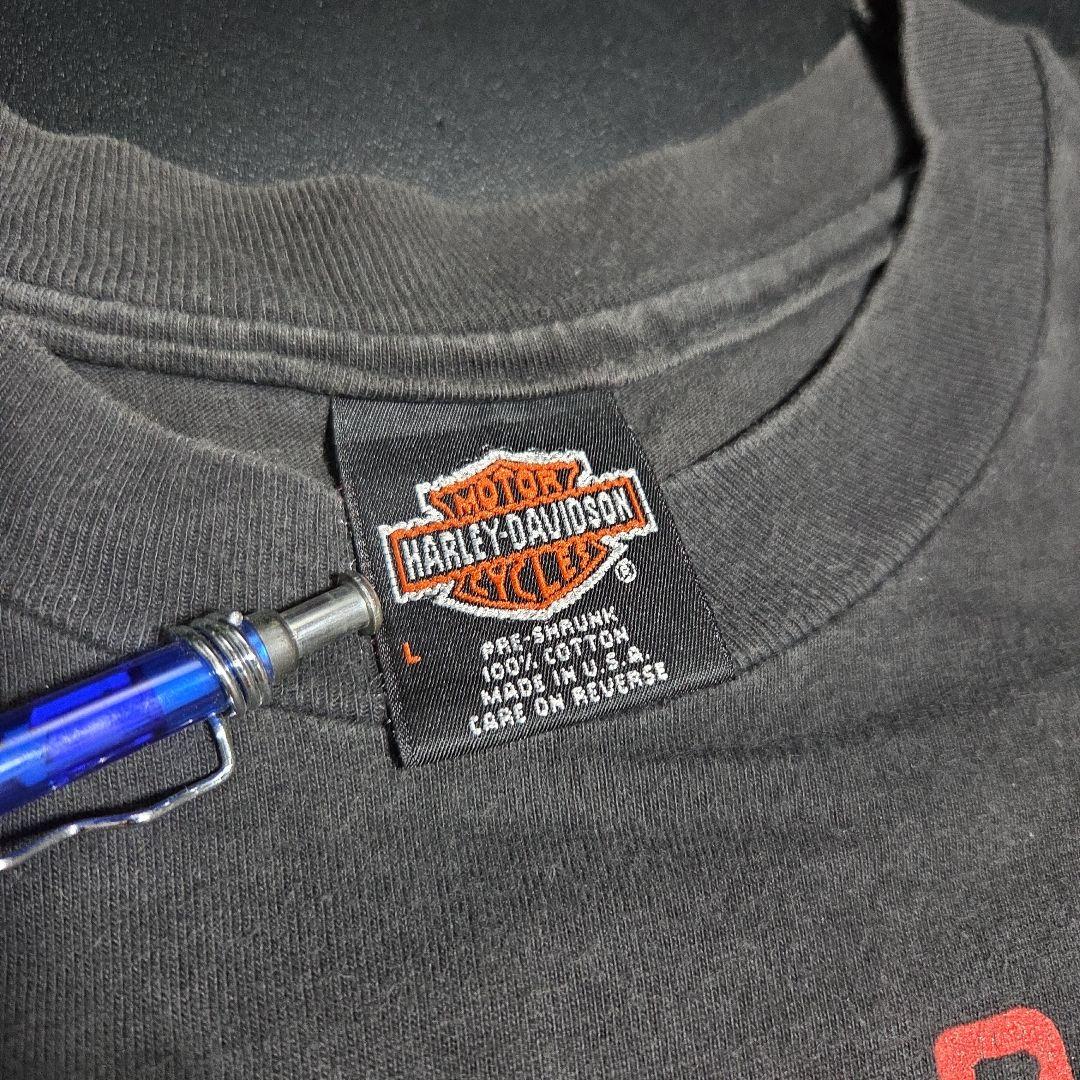 MOTOR
HARLEY-DAVIDSON
CYCLES
®
L
PRE-SHRUNK
100% COTTON
MADE IN U.S.A
CARE ON REVERSE